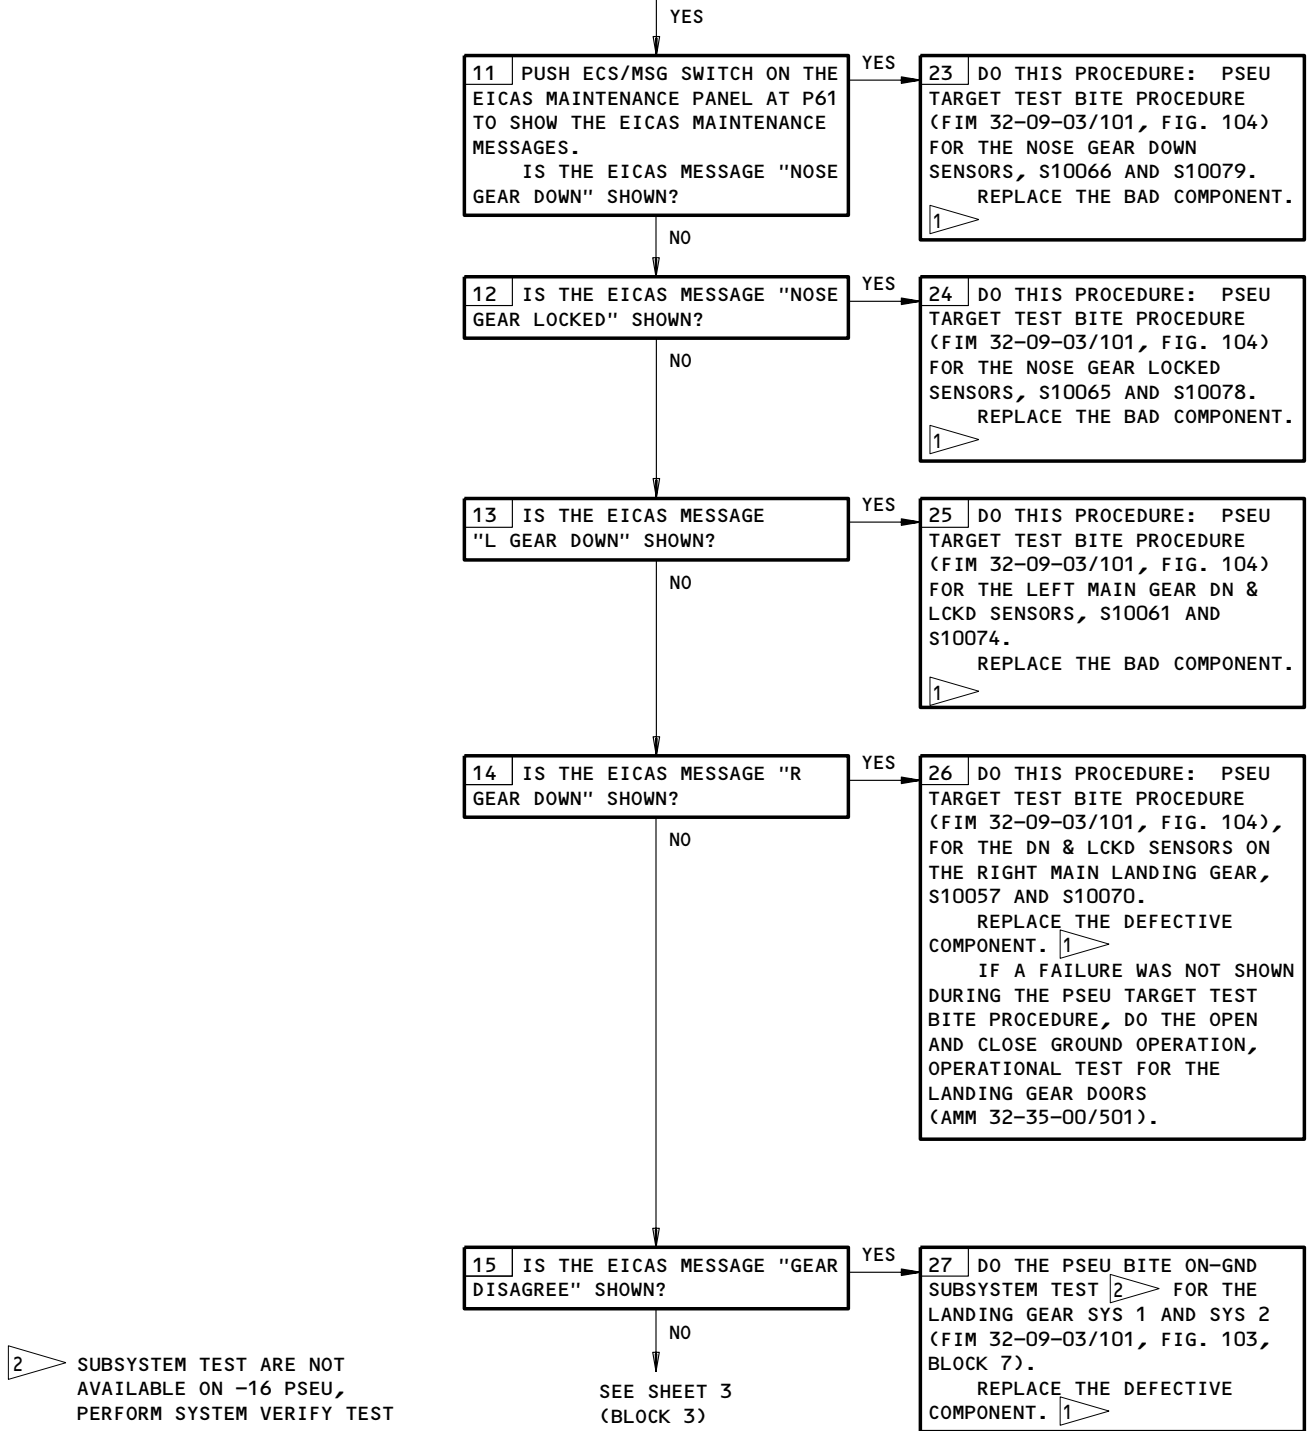 YES
11 PUSH ECS/MSG SWITCH ON THE
EICAS MAINTENANCE PANEL AT P61
TO SHOW THE EICAS MAINTENANCE
MESSAGES.
IS THE EICAS MESSAGE "NOSE
GEAR DOWN" SHOWN?
YES
23 DO THIS PROCEDURE: PSEU
TARGET TEST BITE PROCEDURE
(FIM 32-09-03/101, FIG. 104)
FOR THE NOSE GEAR DOWN
SENSORS, S10066 AND S10079.
REPLACE THE BAD COMPONENT.
1
NO
12 IS THE EICAS MESSAGE "NOSE
GEAR LOCKED" SHOWN?
YES
24 DO THIS PROCEDURE: PSEU
TARGET TEST BITE PROCEDURE
(FIM 32-09-03/101, FIG. 104)
FOR THE NOSE GEAR LOCKED
SENSORS, S10065 AND S10078.
REPLACE THE BAD COMPONENT.
1
NO
13 IS THE EICAS MESSAGE
"L GEAR DOWN" SHOWN?
YES
25 DO THIS PROCEDURE: PSEU
TARGET TEST BITE PROCEDURE
(FIM 32-09-03/101, FIG. 104)
FOR THE LEFT MAIN GEAR DN &
LCKD SENSORS, S10061 AND
S10074.
REPLACE THE BAD COMPONENT.
1
NO
14 IS THE EICAS MESSAGE "R
GEAR DOWN" SHOWN?
YES
26 DO THIS PROCEDURE: PSEU
TARGET TEST BITE PROCEDURE
(FIM 32-09-03/101, FIG. 104),
FOR THE DN & LCKD SENSORS ON
THE RIGHT MAIN LANDING GEAR,
S10057 AND S10070.
REPLACE THE DEFECTIVE
COMPONENT. 1
IF A FAILURE WAS NOT SHOWN
DURING THE PSEU TARGET TEST
BITE PROCEDURE, DO THE OPEN
AND CLOSE GROUND OPERATION,
OPERATIONAL TEST FOR THE
LANDING GEAR DOORS
(AMM 32-35-00/501).
NO
15 IS THE EICAS MESSAGE "GEAR
DISAGREE" SHOWN?
YES
27 DO THE PSEU BITE ON-GND
SUBSYSTEM TEST 2 FOR THE
LANDING GEAR SYS 1 AND SYS 2
(FIM 32-09-03/101, FIG. 103,
BLOCK 7).
REPLACE THE DEFECTIVE
COMPONENT. 1
NO
SEE SHEET 3
(BLOCK 3)
2 SUBSYSTEM TEST ARE NOT
AVAILABLE ON -16 PSEU,
PERFORM SYSTEM VERIFY TEST